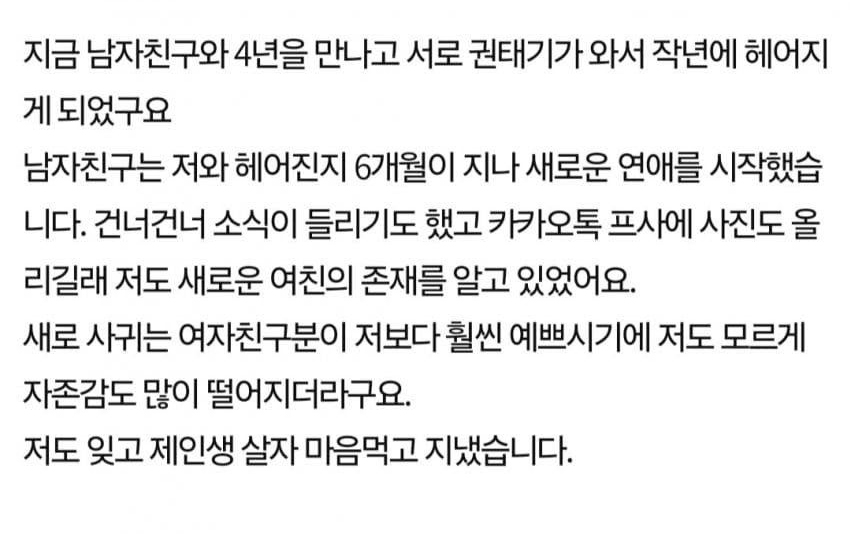 지금 남자친구와 4년을 만나고 서로 권태기가 와서 작년에 헤어지
게 되었구요
남자친구는 저와 헤어진지 6개월이 지나 새로운 연애를 시작했습
니다. 건너건너 소식이 들리기도 했고 카카오톡 프사에 사진도 올
리길래 저도 새로운 여친의 존재를 알고 있었어요.
새로 사귀는 여자친구분이 저보다 훨씬 예쁘시기에 저도 모르게
자존감도 많이 떨어지더라구요.
저도 잊고 제인생 살자 마음먹고 지냈습니다.